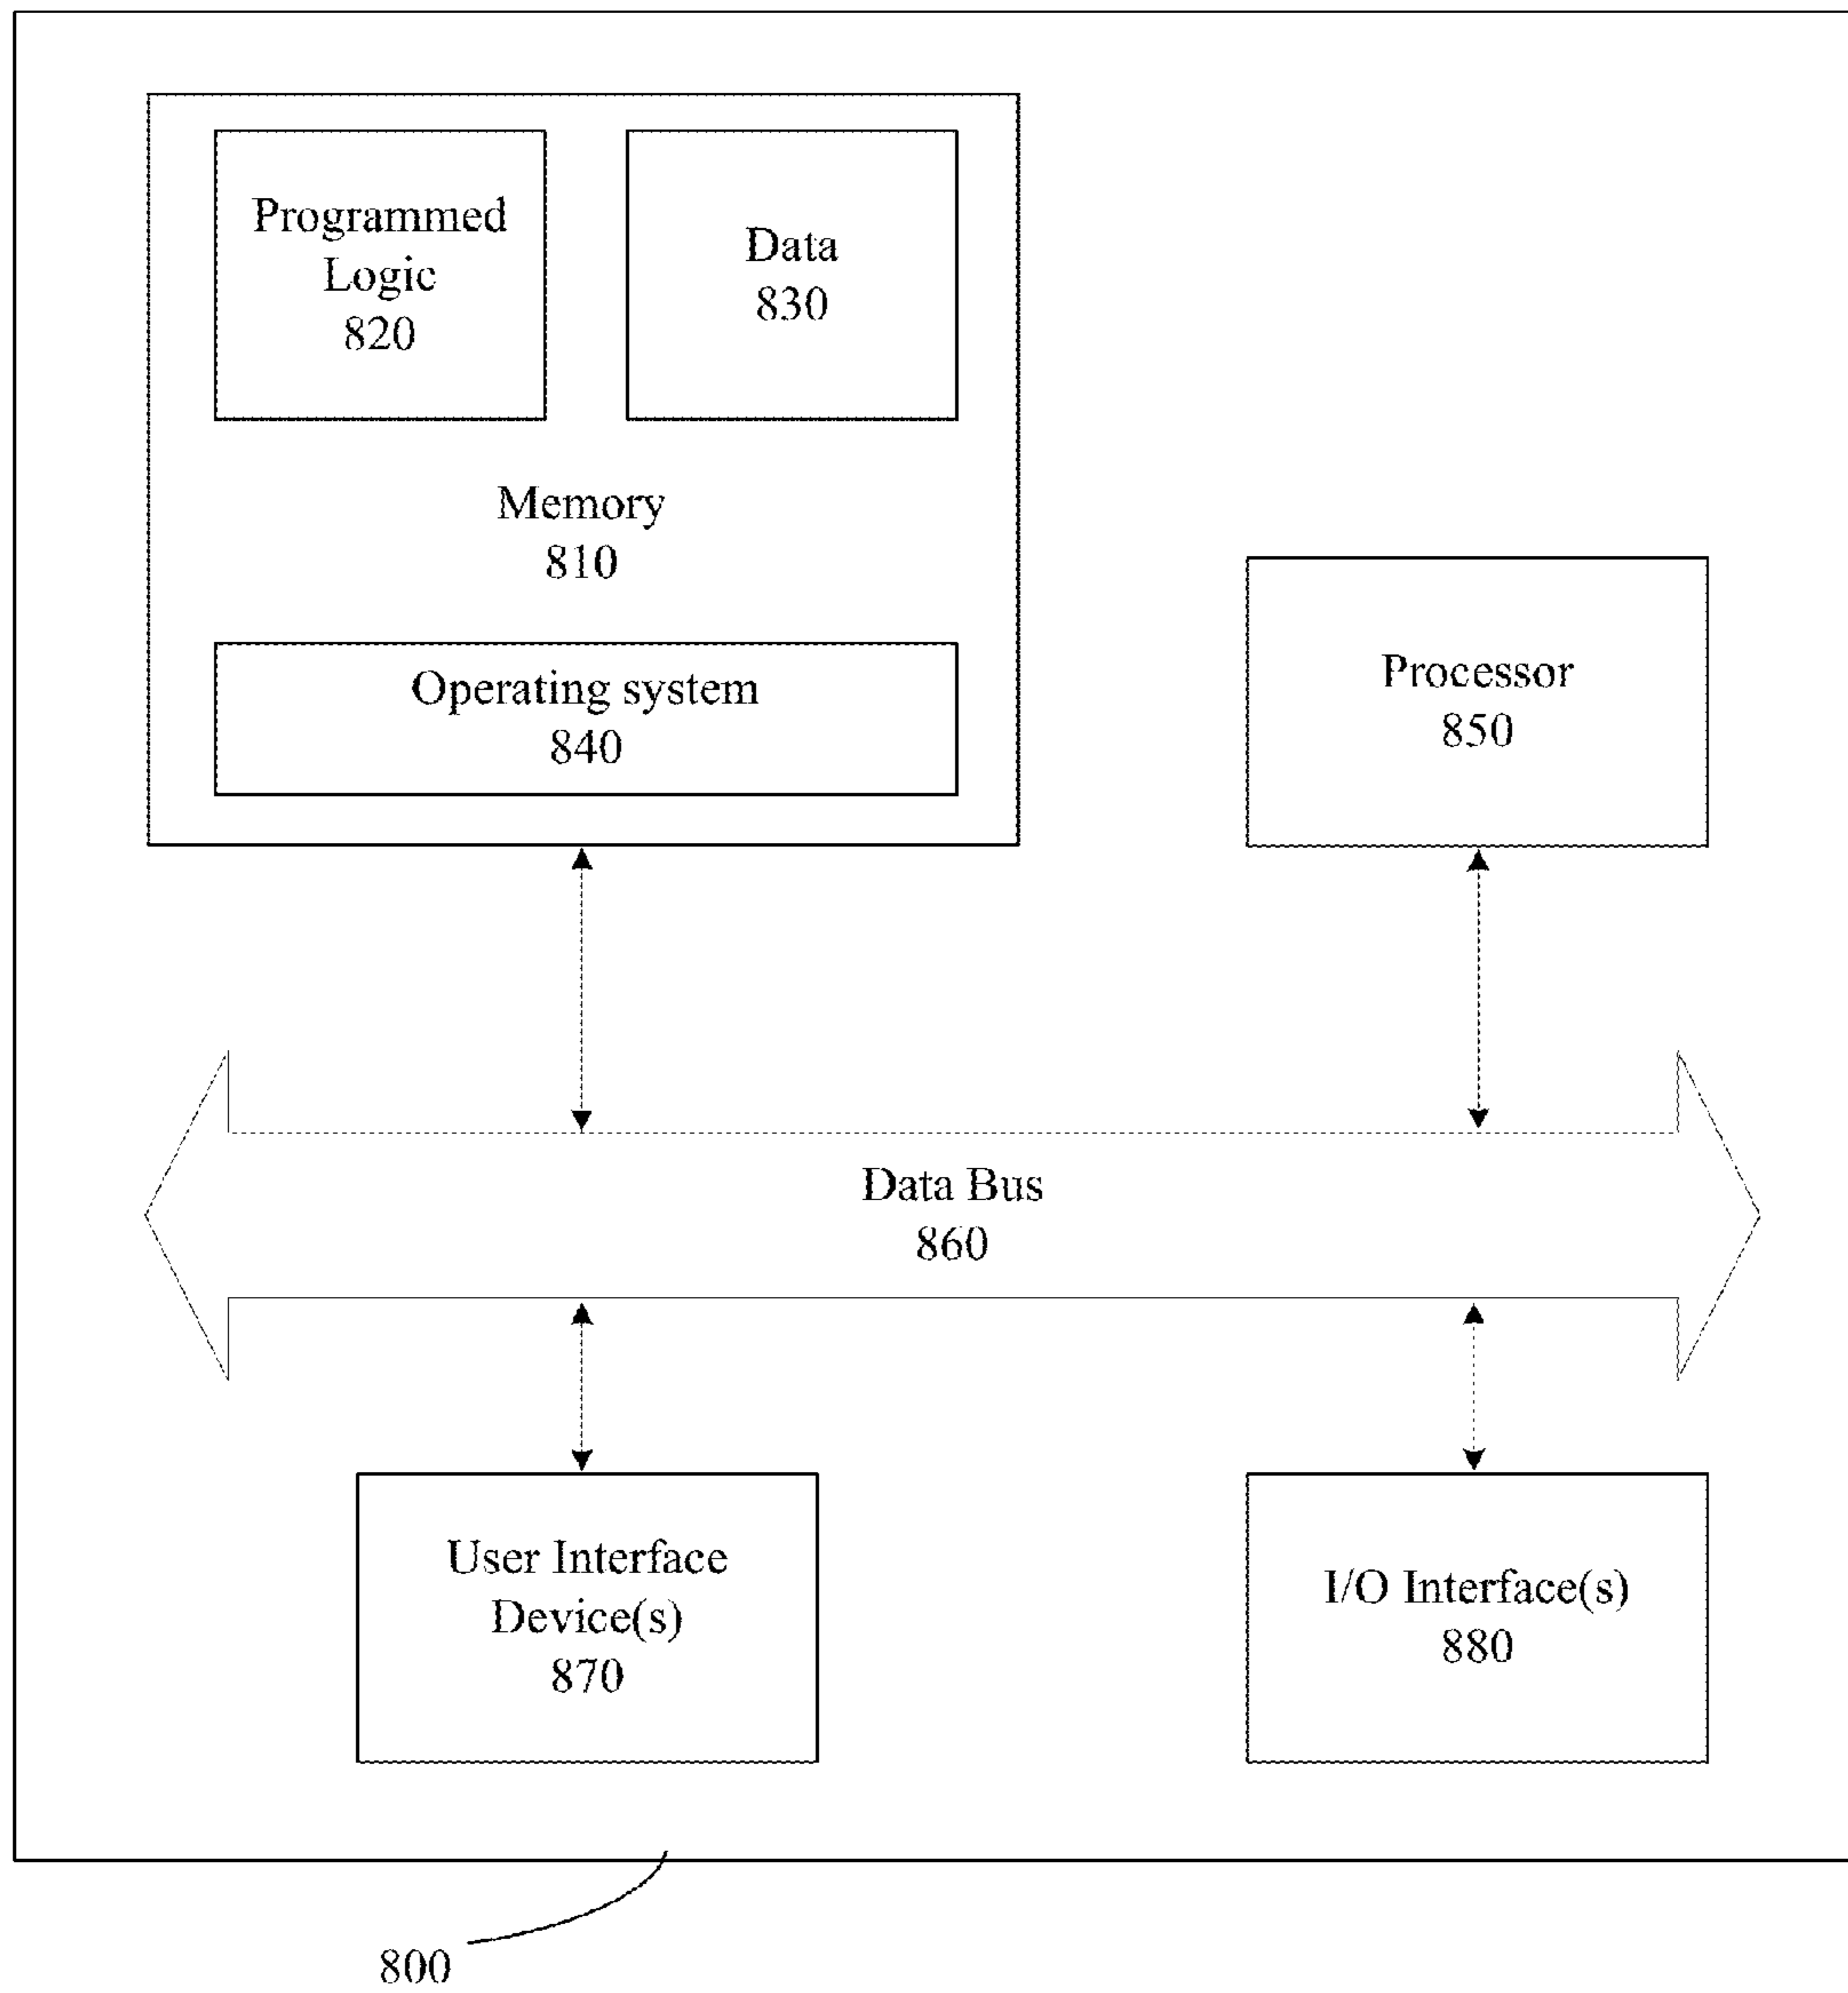 Programmed
Logic
820
Data
830
Memory
810
Operating system
840
Processor
850
Data Bus
860
User Interface
Device(s)
870
I/O Interface(s)
880
800